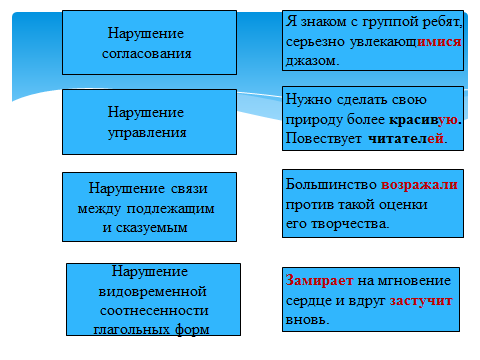 Нарушение
согласования
Я знаком с группой ребят,
серьезно увлекающимися
джазом.
Нарушение
управления
Нужно сделать свою
природу более красивую.
Повествует читателей.
Нарушение связи
между подлежащим
и сказуемым
Большинство возражали
против такой оценки
его творчества.
Нарушение
видовременной
соотнесенности
глагольных форм
Замирает на мгновение
сердце и вдруг застучит
вновь.